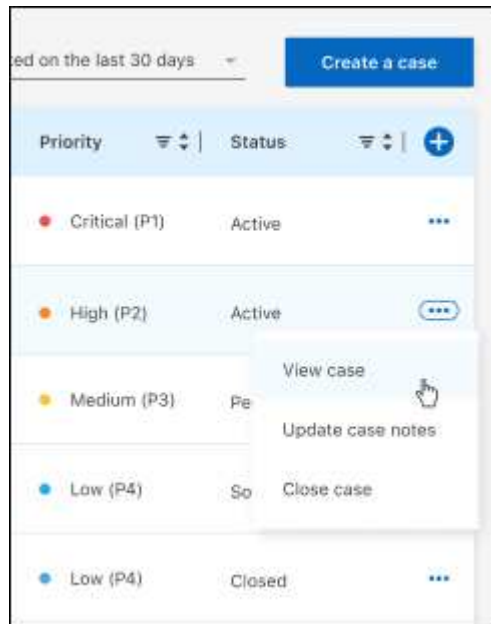 ed on the last 30 days
Create a case
Priority Status
Critical (P1) Active
High (P2) Active
View case
Medium (P3) Pe
Update case notes
Low (P4) So
Close case
Low (P4) Closed